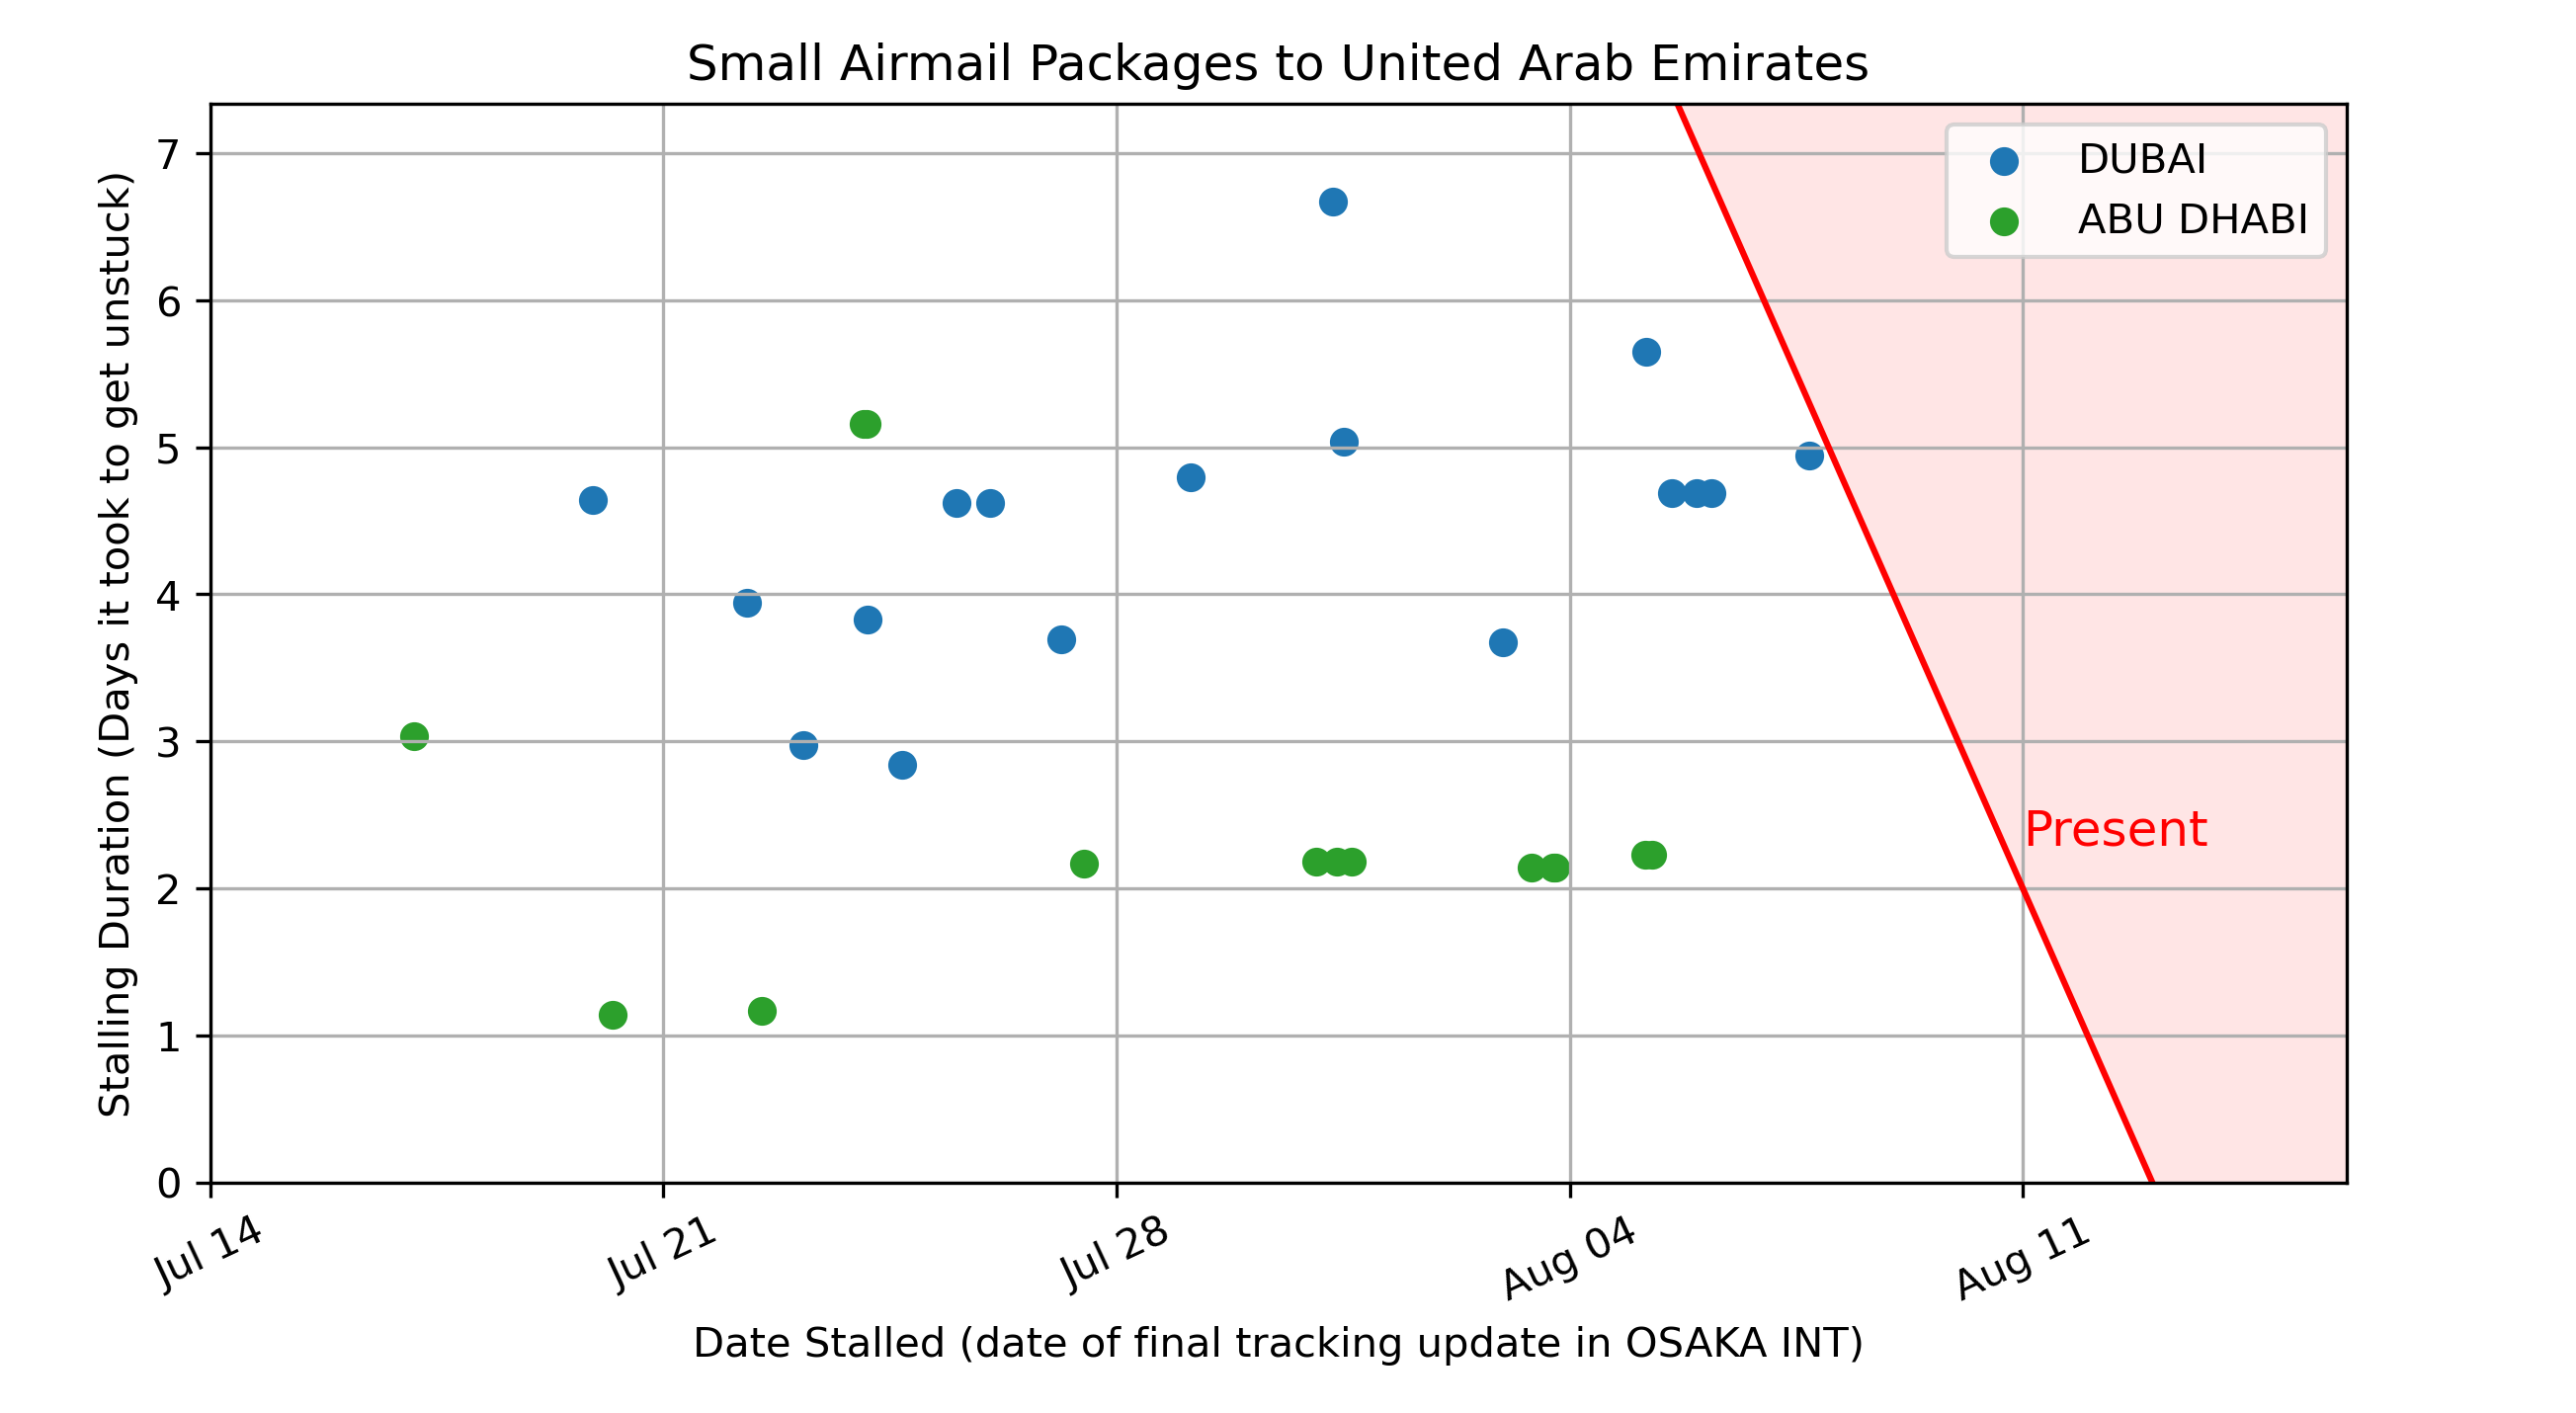 Small Airmail Packages to United Arab Emirates
Stalling Duration (Days it took to get unstuck)
7
6
5
4
3
2
1
0
DUBAI
ABU DHABI
Present
Jul 14
Jul 21
Jul 28
Aug 04
Aug 11
Date Stalled (date of final tracking update in OSAKA INT)